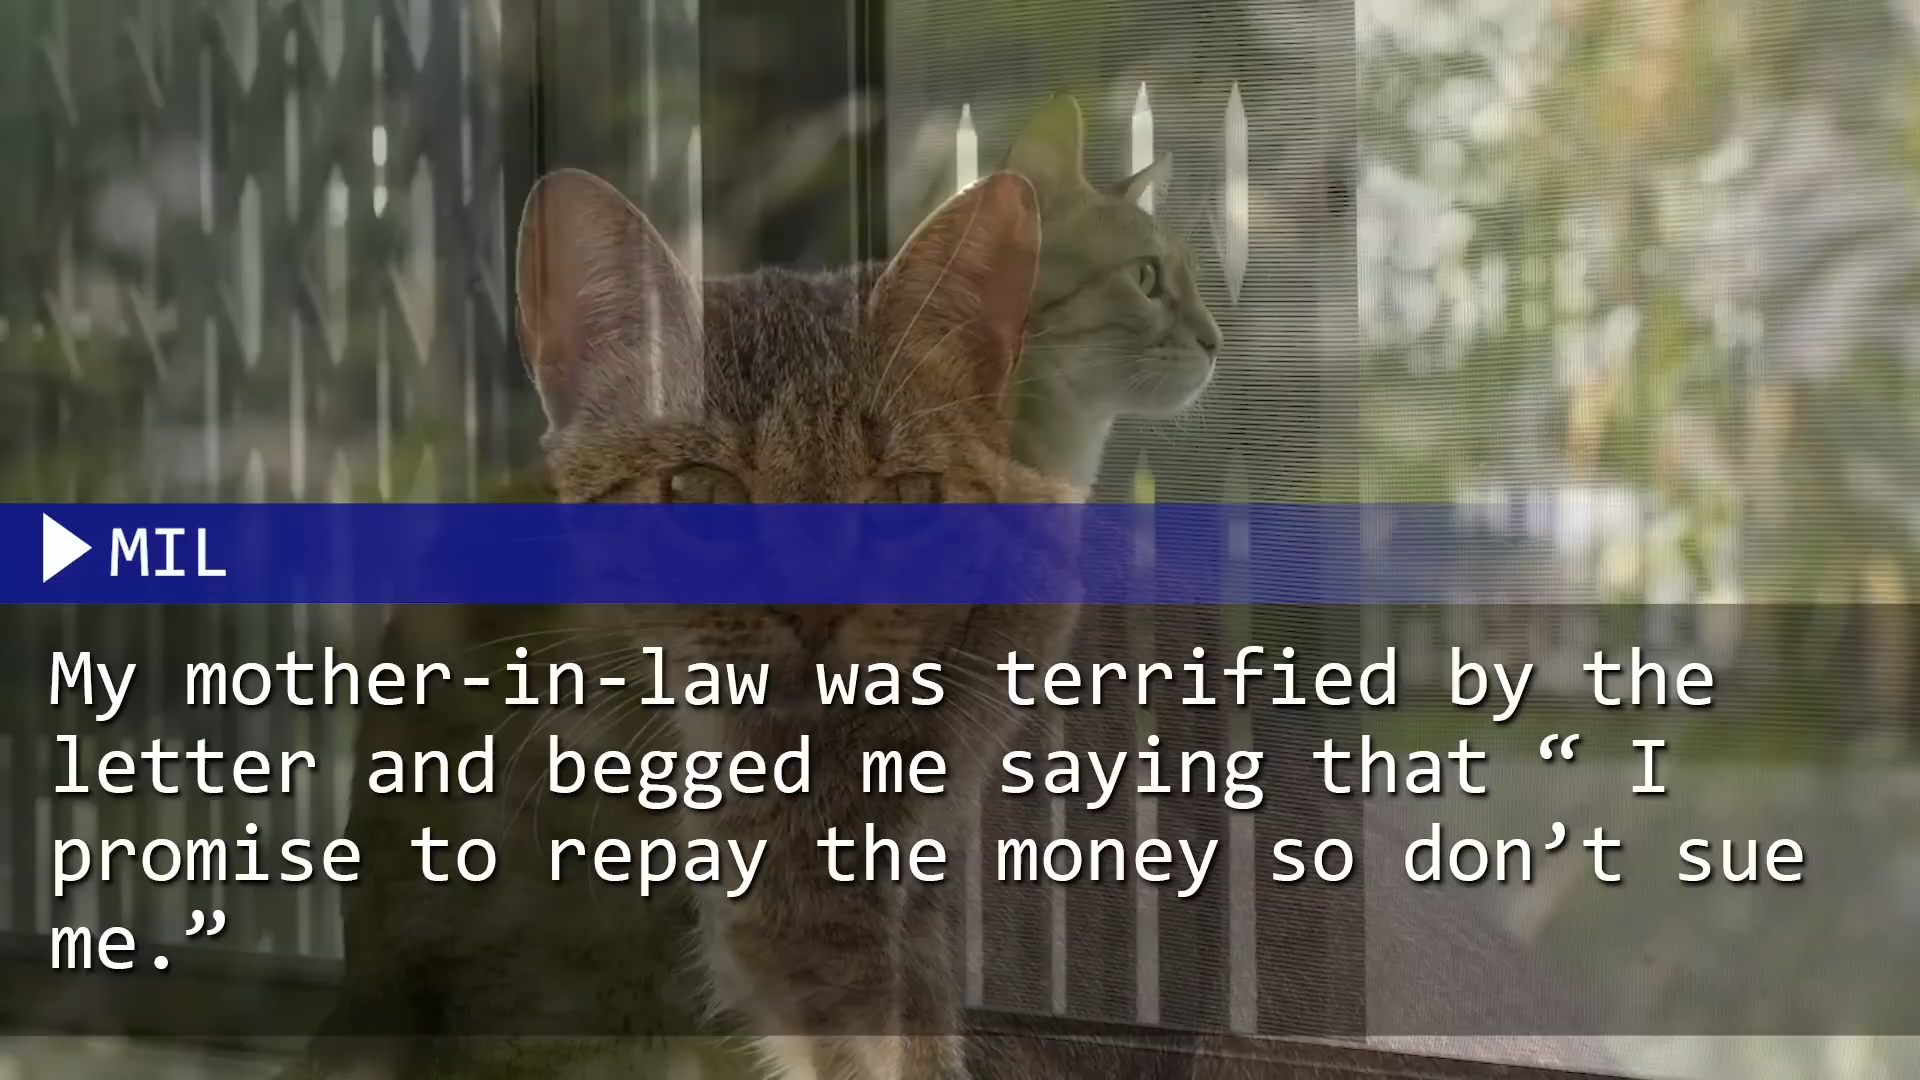 MIL
My mother-in-law was terrified by the
letter and begged me saying that “ I
promise to repay the money so don’t sue
me.”